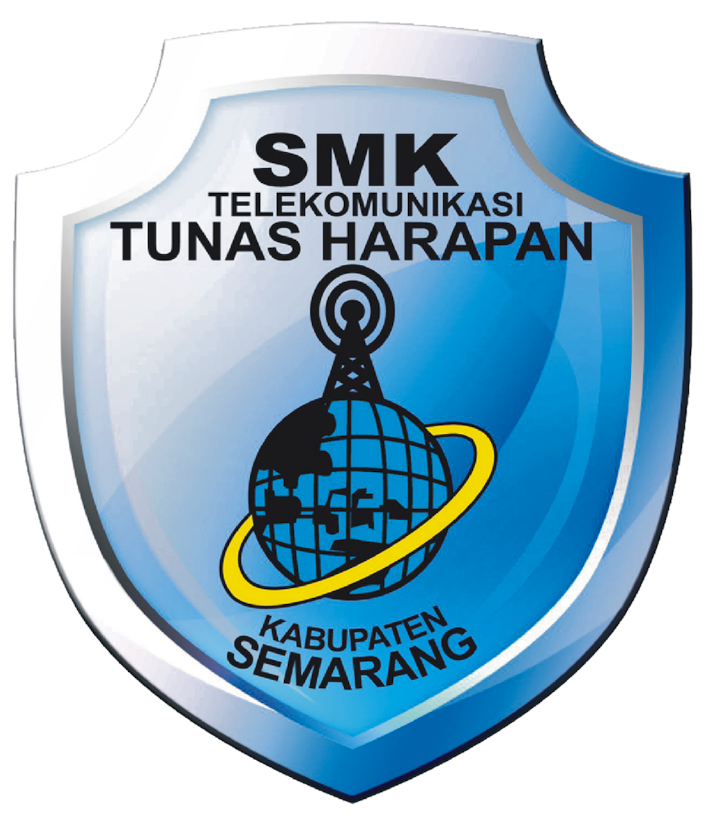 SMK
TELEKOMUNIKASI
TUNAS HARAPAN
KABUPATEN
SEMARANG